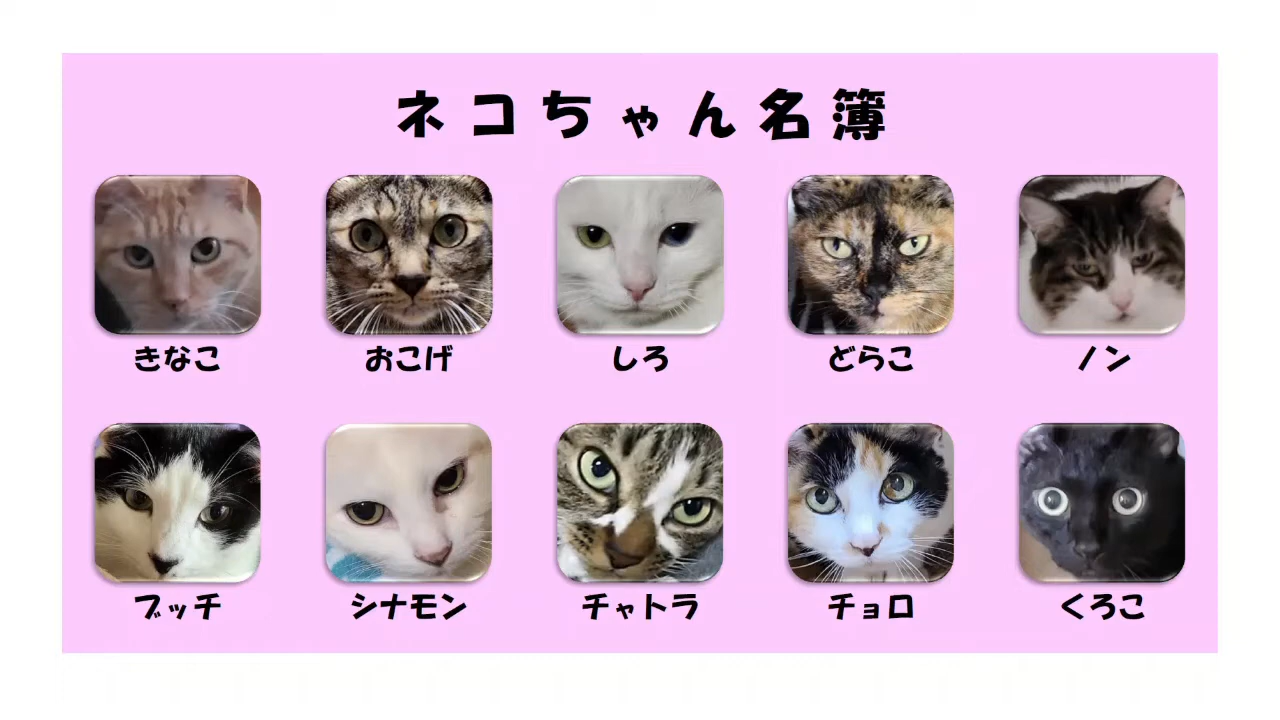 ネコちゃん名簿
きなこ
おこげ
しろ
どらこ
ノン
ブッチ
シナモン
チャトラ
チョロ
くろこ